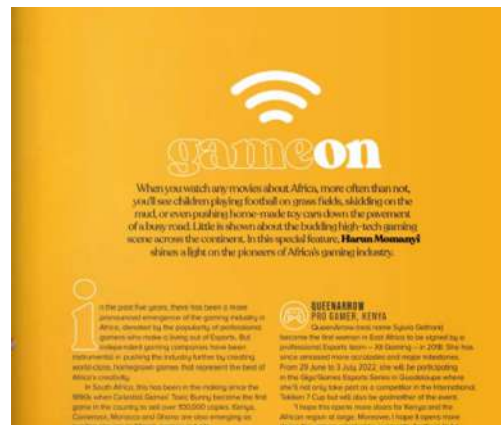 gameon
When you watch any movies about Africa, more often than not,
you'll see children playing football on grass fields, skidding on the
mud, or even pushing home-made toy cars down the pavement
of a busy road. Little is shown about the budding high-tech gaming
scene across the continent. In this special feature, Harun Momanyi
shines a light on the pioneers of Africa's gaming industry.
in the past five years, there has been a more
pronounced emergence of the gaming industry in
Africa, denoted by the popularity of professional
gamers who make a living out of Esports. But
independent gaming companies have been
instrumental in pushing the industry further by creating
world-class, homegrown games that represent the best of
Africa's creativity.
In South Africa, this has been in the making since the
1990s when Celestial Games' Toxic Bunny became the first
game in the country to sell over 100,000 copies. Kenya,
Cameroon, Morocco and Ghana are also emerging as
QUEENARROW
PRO GAMER, KENYA
QueenArrow (real name Sylvia Gathoni)
became the first woman in East Africa to be signed by a
professional Esports team – XiT Gaming – in 2018. She has
since amassed more accolades and major milestones.
From 29 June to 3 July, 2022, she will be participating
in the Gigs'Games Esports Series in Guadeloupe where
she'll not only take part as a competitor in the International
Tekken 7 Cup but will also be godmother of the event.
"I hope this opens more doors for Kenya and the
African region at large. Moreover, I hope it opens more